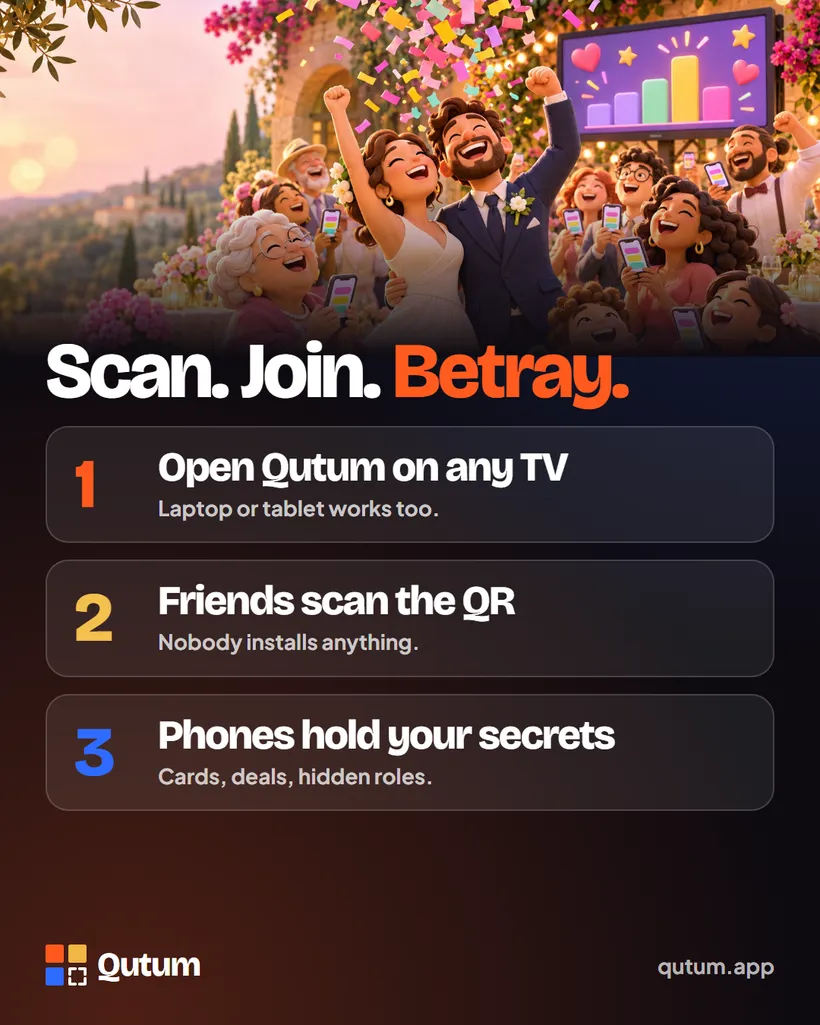 Scan. Join. Betray.
1
Open Qutum on any TV
Laptop or tablet works too.
2
Friends scan the QR
Nobody installs anything.
3
Phones hold your secrets
Cards, deals, hidden roles.
Qutum
qutum.app